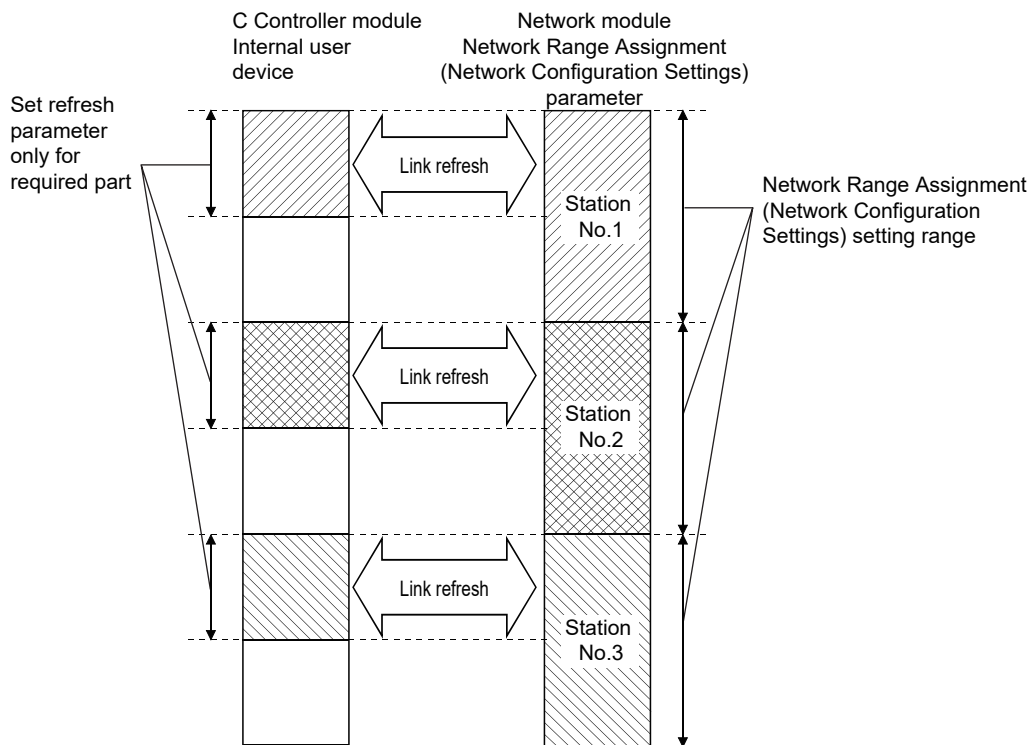 C Controller module
Internal user
device
Network module
Network Range Assignment
(Network Configuration Settings)
parameter
Set refresh
parameter
only for
required part
Link refresh
Station
No.1
Network Range Assignment
(Network Configuration
Settings) setting range
Link refresh
Station
No.2
Link refresh
Station
No.3